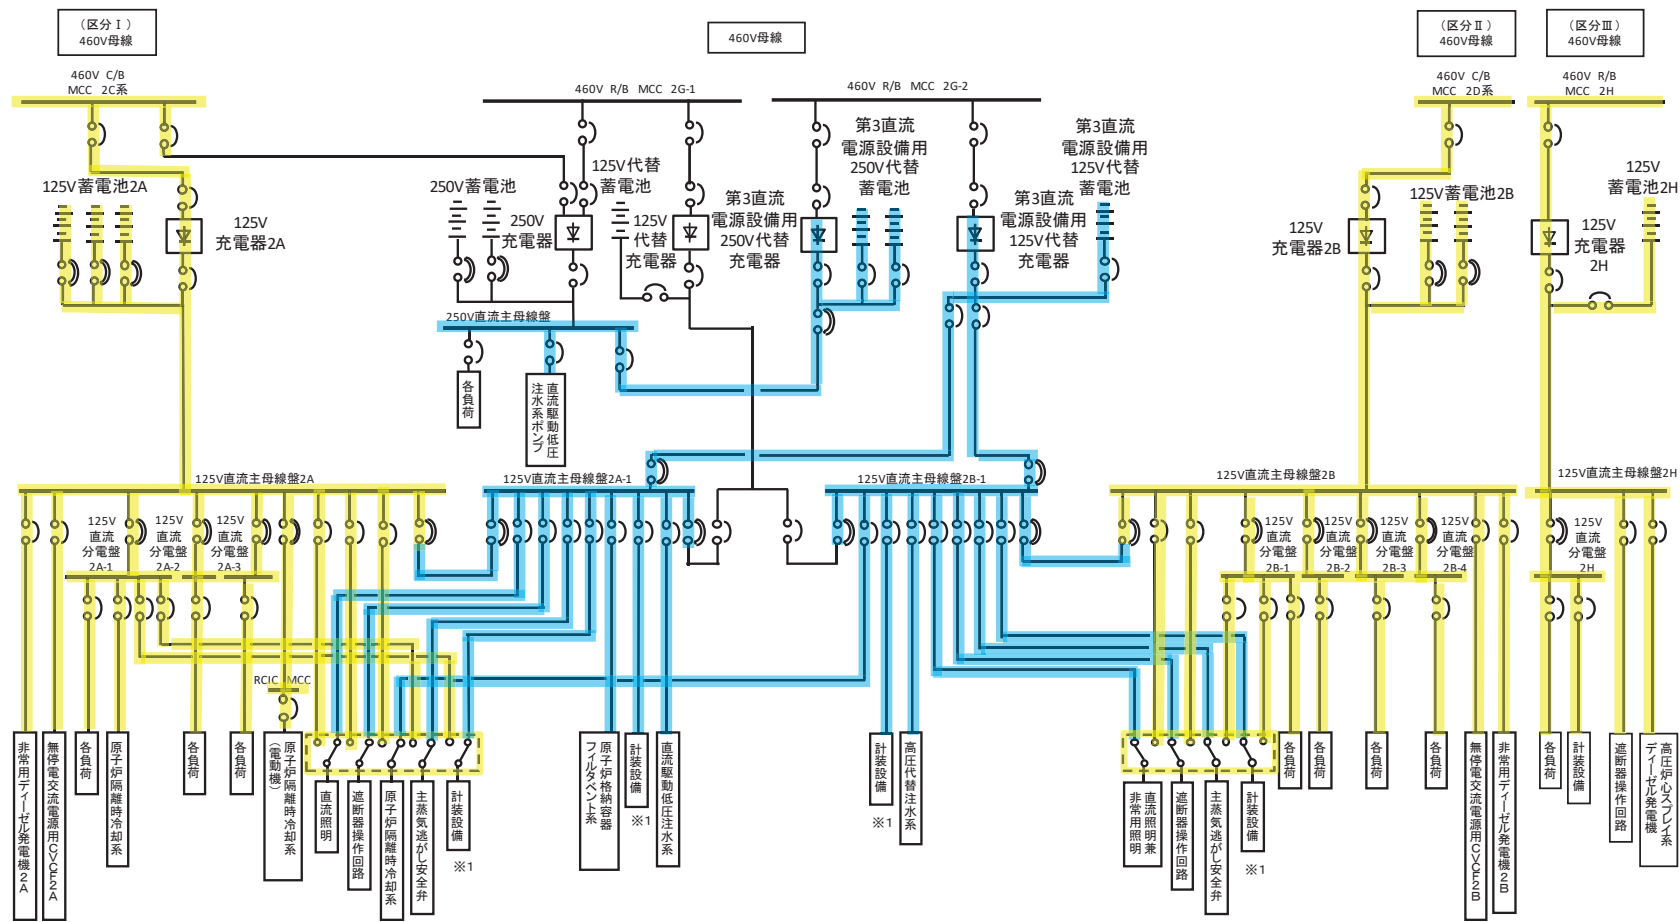 (区分Ⅰ)
460V母線
460V母線
(区分Ⅱ)
460V母線
(区分Ⅲ)
460V母線
460V C/B
MCC 2C系
460V R/B MCC 2G-1
460V R/B MCC 2G-2
460V C/B
MCC 2D系
460V R/B
MCC 2H
125V蓄電池2A
125V
充電器2A
250V蓄電池
250V
充電器
125V代替
蓄電池
125V
代替
充電器
第3直流
電源設備用
250V代替
充電器
第3直流
電源設備用
250V代替
蓄電池
第3直流
電源設備用
125V代替
充電器
第3直流
電源設備用
125V代替
蓄電池
125V
充電器2B
125V蓄電池2B
125V
充電器
2H
125V
蓄電池2H
250V直流主母線盤
各負荷
直流駆動低圧
注水系ポンプ
125V直流主母線盤2A
125V直流主母線盤2A-1
125V直流主母線盤2B-1
125V直流主母線盤2B
125V直流主母線盤2H
125V
直流
分電盤
2A-1
125V
直流
分電盤
2A-2
125V
直流
分電盤
2A-3
125V
直流
分電盤
2B-1
125V
直流
分電盤
2B-2
125V
直流
分電盤
2B-3
125V
直流
分電盤
2B-4
125V
直流
分電盤
2H
RCIC MCC
非常用ディーゼル発電機2A
無停電交流電源用CVCF2A
各負荷
原子炉隔離時冷却系
各負荷
各負荷
原子炉隔離時冷却系
(電動機)
直流照明
遮断器操作回路
原子炉隔離時冷却系
主蒸気逃がし安全弁
計装設備
※1
原子炉格納容器
フィルタベント系
計装設備
※1
直流駆動低圧注水系
計装設備
※1
高圧代替注水系
直流照明兼
非常用照明
遮断器操作回路
主蒸気逃がし安全弁
計装設備
※1
各負荷
各負荷
各負荷
各負荷
無停電交流電源用CVCF2B
非常用ディーゼル発電機2B
各負荷
計装設備
遮断器操作回路
高圧炉心スプレイ系
ディーゼル発電機